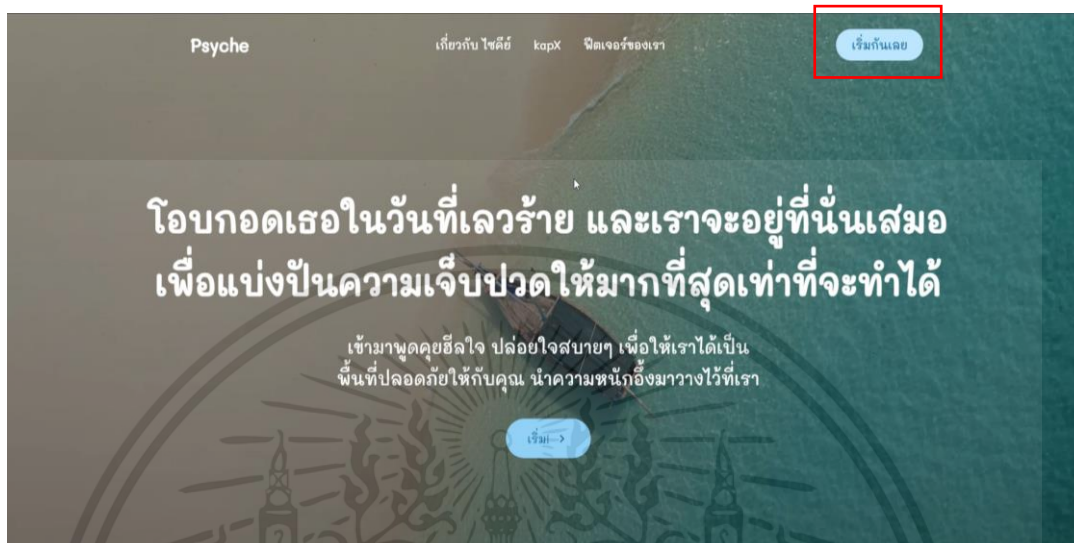 Psyche
เกี่ยวกับ ไซคีย์
kapX
ฟีตเจอร์ของเรา
เริ่มกันเลย
โอบกอดเธอในวันที่เลวร้าย และเราจะอยู่ที่นั่นเสมอ
เพื่อแบ่งปันความเจ็บปวดให้มากที่สุดเท่าที่จะทำได้
เข้ามาพูดคุยฮีลใจ ปล่อยใจสบายๆ เพื่อให้เราได้เป็น
พื้นที่ปลอดภัยให้กับคุณ นำความหนักอึ้งมาวางไว้ที่เรา
เริ่ม >